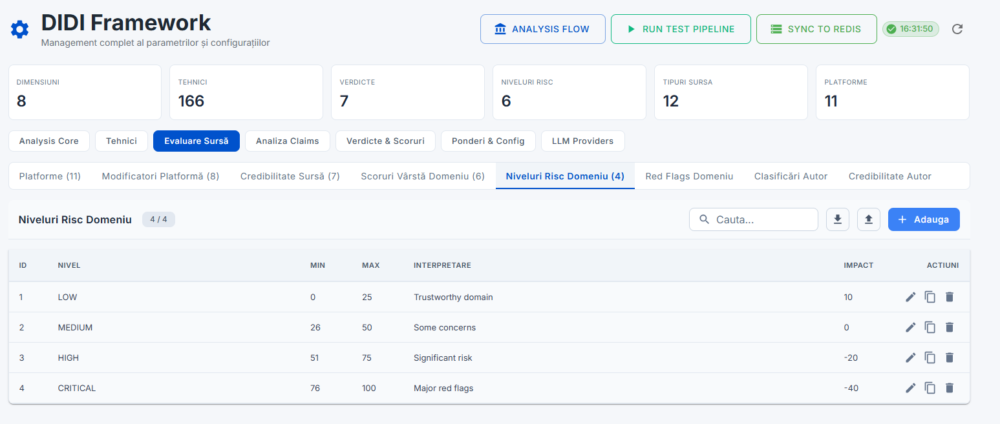 DIDI Framework
Management complet al parametrilor și configurațiilor
ANALYSIS FLOW
RUN TEST PIPELINE
SYNC TO REDIS
16:31:50
DIMENSIUNI
8
TEHNICI
166
VERDICTE
7
NIVELURI RISC
6
TIPURI SURSA
12
PLATFORME
11
Analysis Core
Tehnici
Evaluare Sursă
Analiza Claims
Verdicte & Scoruri
Ponderi & Config
LLM Providers
Platforme (11)
Modificatori Platformă (8)
Credibilitate Sursă (7)
Scoruri Vârstă Domeniu (6)
Niveluri Risc Domeniu (4)
Red Flags Domeniu
Clasificări Autor
Credibilitate Autor
Niveluri Risc Domeniu 4 / 4
Cauta...
+ Adauga
ID NIVEL MIN MAX INTERPRETARE IMPACT ACTIUNI
1 LOW 0 25 Trustworthy domain 10
2 MEDIUM 26 50 Some concerns 0
3 HIGH 51 75 Significant risk -20
4 CRITICAL 76 100 Major red flags -40